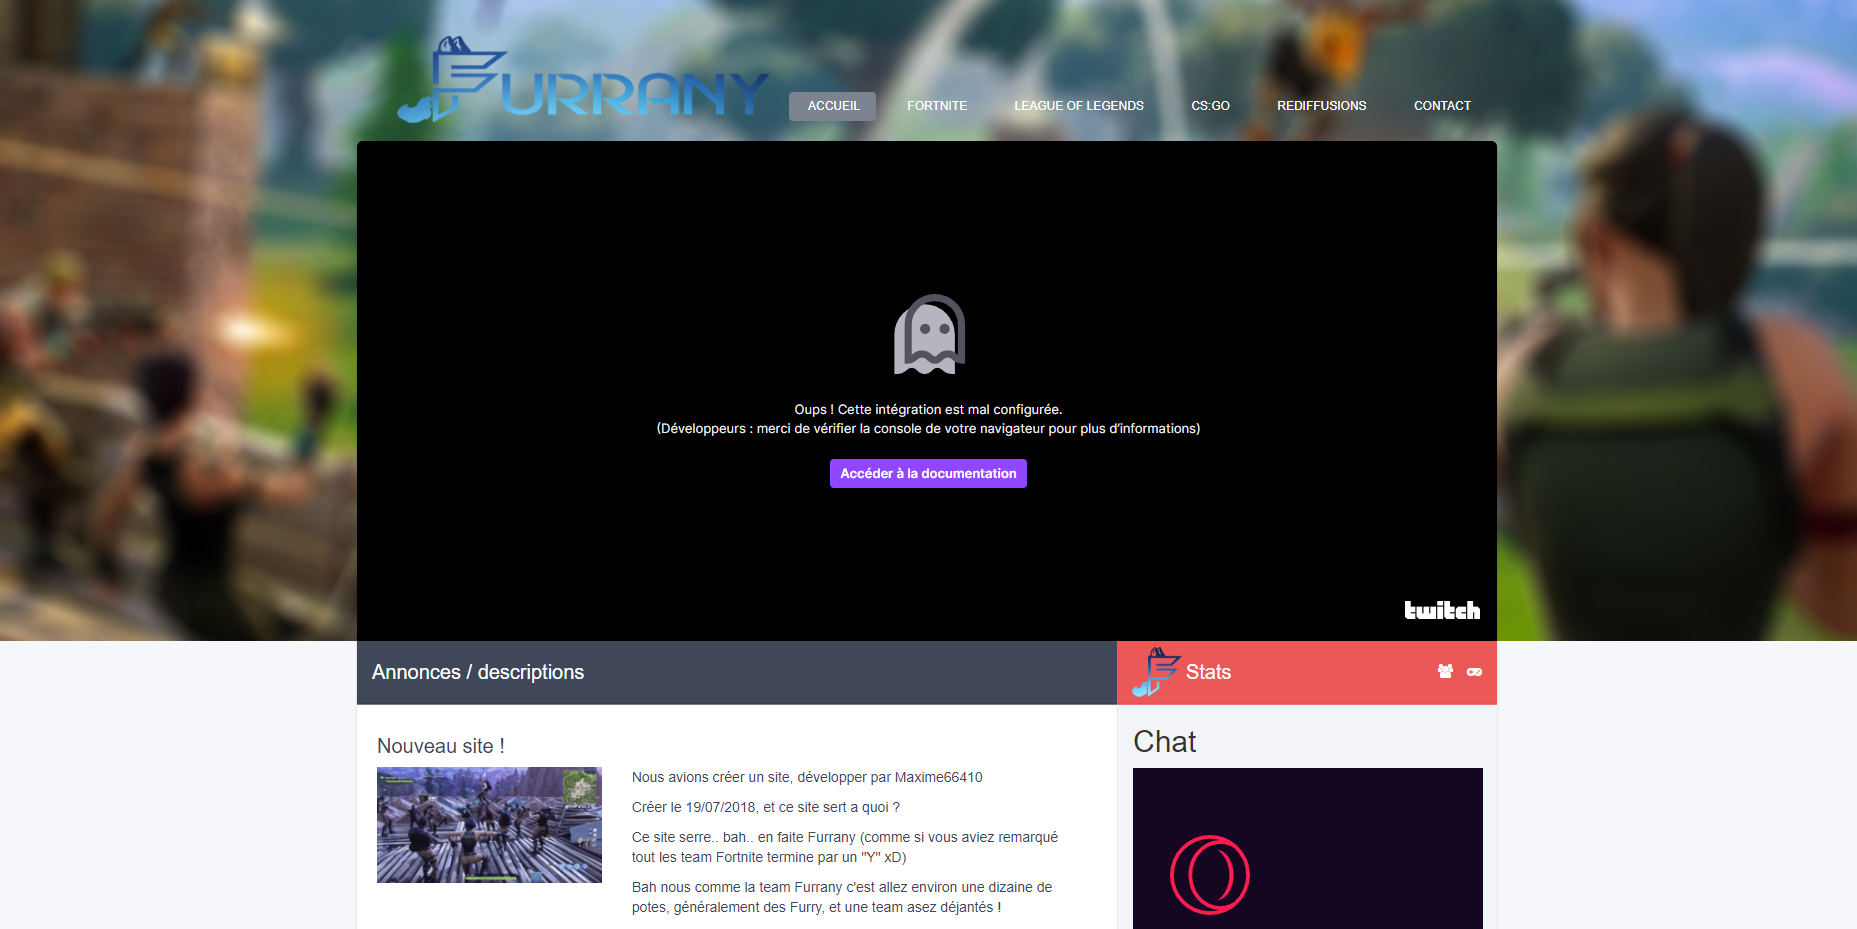 FURRANY
ACCUEIL FORTNITE LEAGUE OF LEGENDS CS:GO REDIFFUSIONS CONTACT
Oups ! Cette intégration est mal configurée.
(Développeurs : merci de vérifier la console de votre navigateur pour plus d'informations)
Accéder à la documentation
twitch
Annonces / descriptions
Stats
Nouveau site !
Nous avions créer un site, développer par Maxime66410
Créer le 19/07/2018, et ce site sert a quoi ?
Ce site serre.. bah.. en faite Furrany (comme si vous aviez remarqué
tout les team Fortnite termine par un "Y" xD)
Bah nous comme la team Furrany c'est allez environ une dizaine de
potes, généralement des Furry, et une team asez déjantés !
Chat